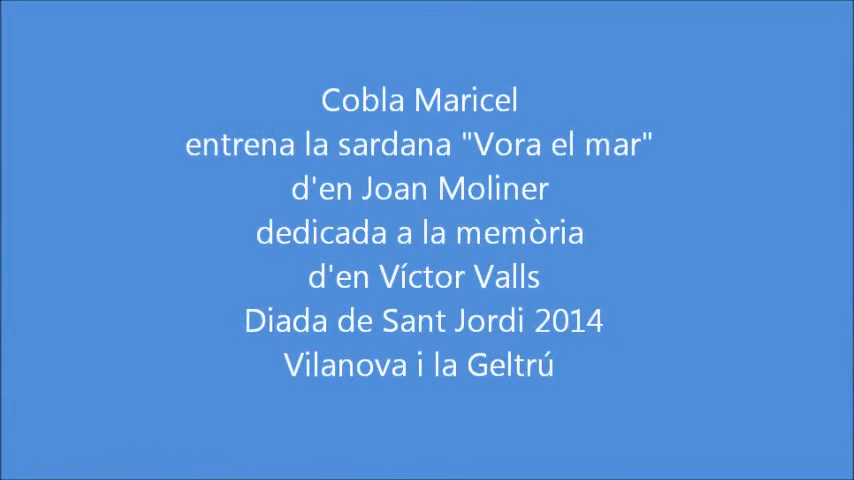 Cobla Maricel
entrena la sardana "Vora el mar"
d'en Joan Moliner
dedicada a la memòria
d'en Víctor Valls
Diada de Sant Jordi 2014
Vilanova i la Geltrú